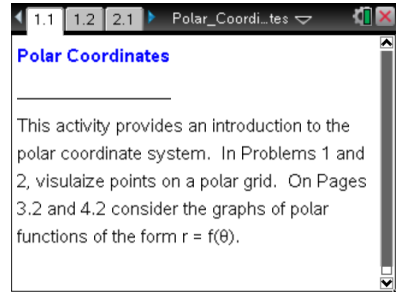 1.1 1.2 2.1 Polar_Coordi...tes
Polar Coordinates
This activity provides an introduction to the
polar coordinate system. In Problems 1 and
2, visulaize points on a polar grid. On Pages
3.2 and 4.2 consider the graphs of polar
functions of the form r = f(θ).